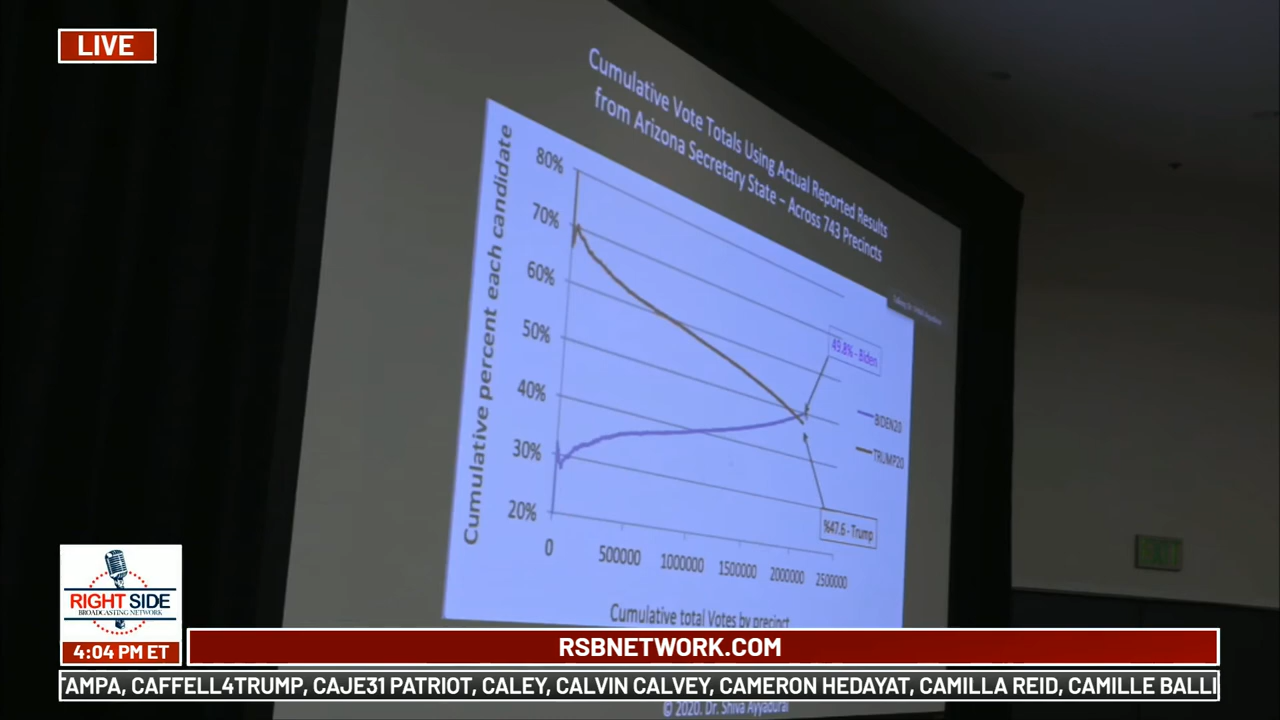 LIVE
Cumulative Vote Totals Using Actual Reported Results
from Arizona Secretary State – Across 743 Precincts
Cumulative percent each candidate
80%
70%
60%
50%
40%
30%
20%
0
500000
1000000
1500000
2000000
2500000
49.8% - Biden
BIDEN20
TRUMP20
%47.6 - Trump
Cumulative total Votes by precinct
© 2020. Dr. Shiva Ayyadurai
RIGHT SIDE
BROADCASTING NETWORK
4:04 PM ET
RSBNETWORK.COM
TAMPA, CAFFELL4TRUMP, CAJE31 PATRIOT, CALEY, CALVIN CALVEY, CAMERON HEDAYAT, CAMILLA REID, CAMILLE BALLI